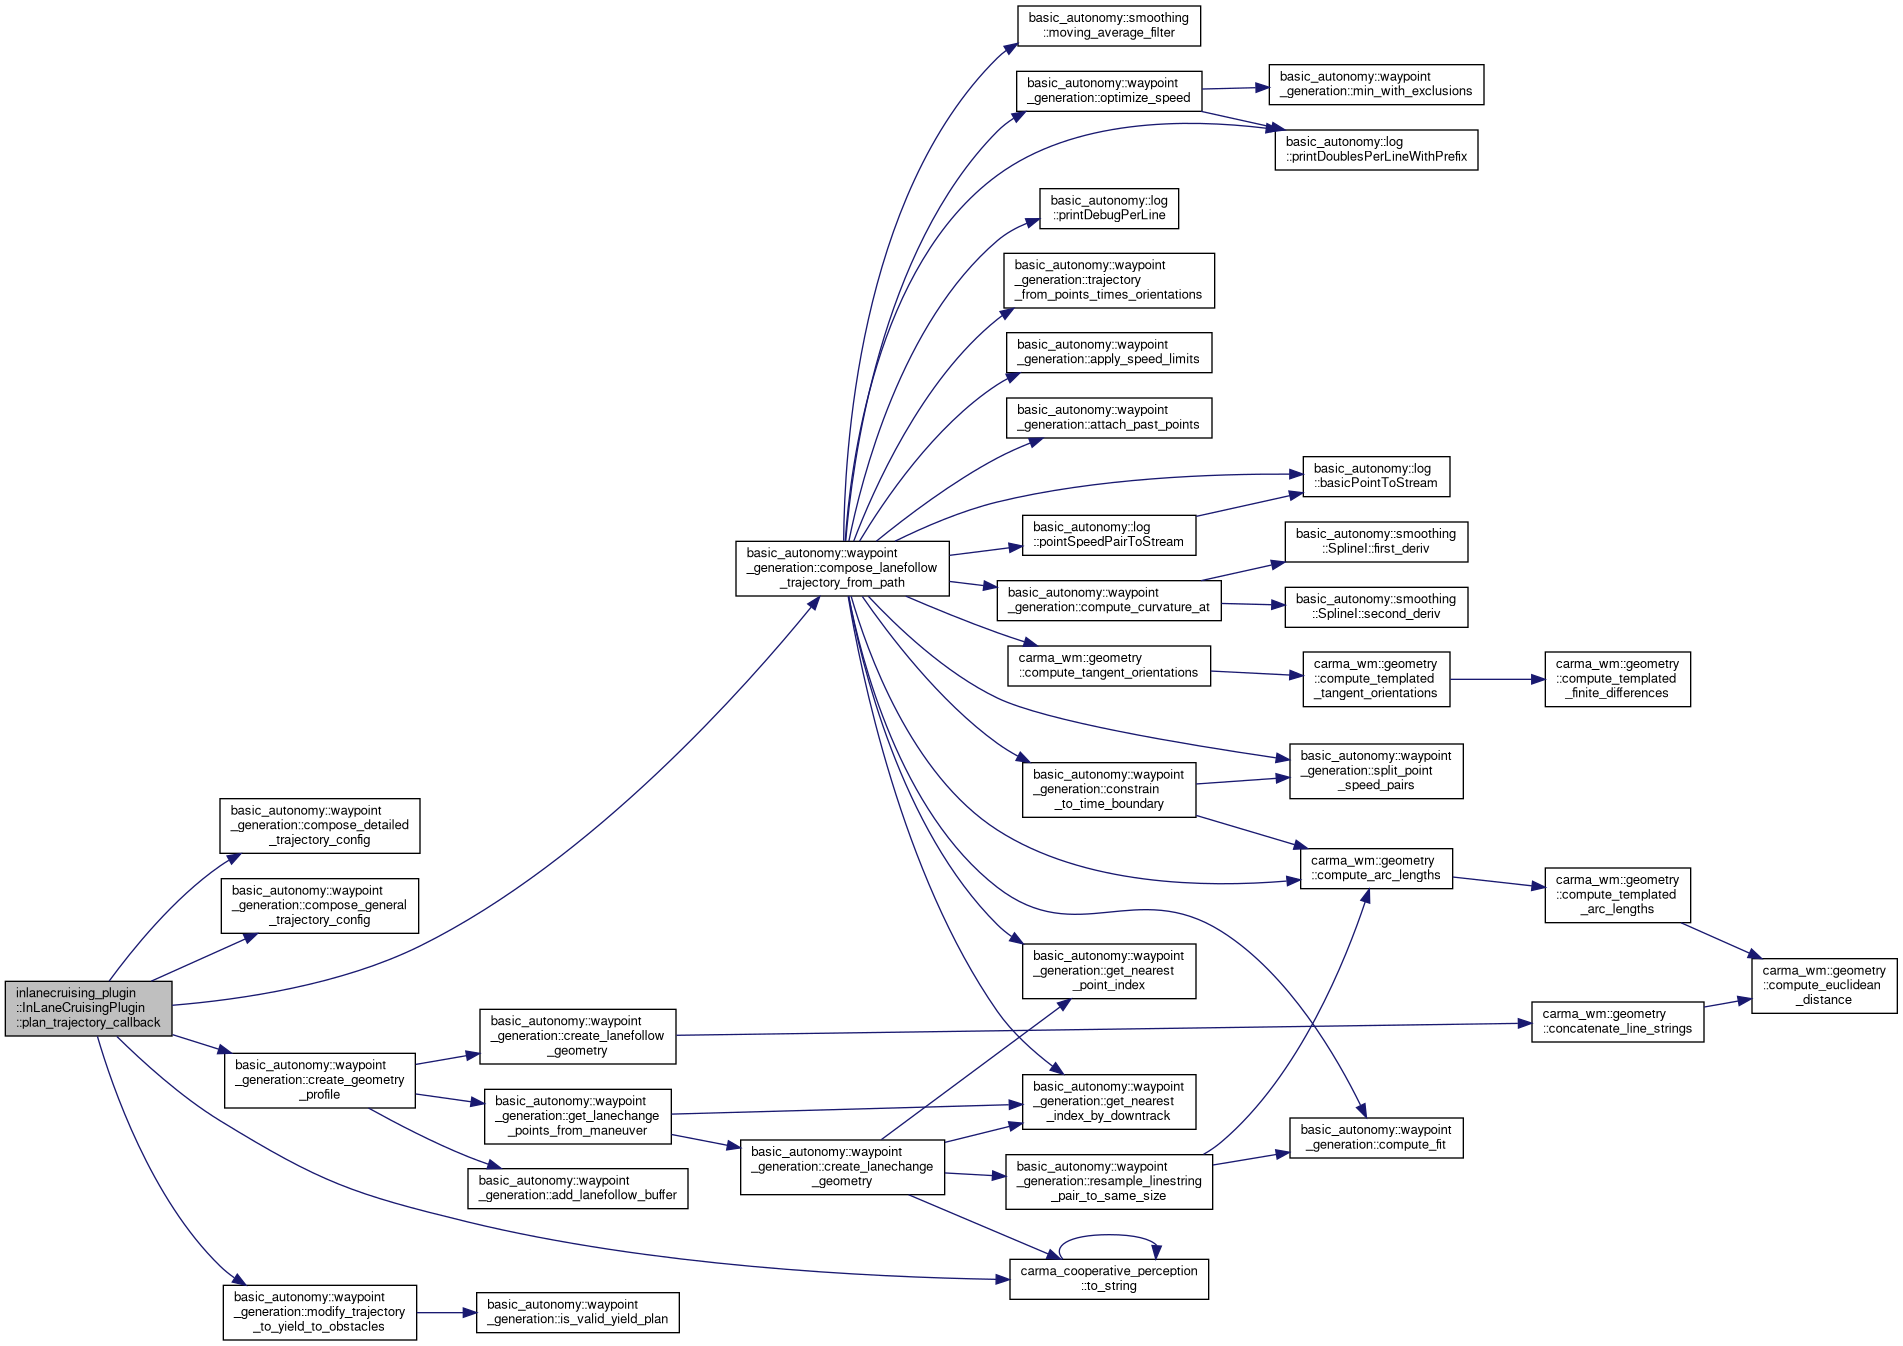 inlanecruising_plugin
::InLaneCruisingPlugin
::plan_trajectory_callback
basic_autonomy::waypoint
_generation::compose_detailed
_trajectory_config
basic_autonomy::waypoint
_generation::compose_general
_trajectory_config
basic_autonomy::waypoint
_generation::compose_lanefollow
_trajectory_from_path
basic_autonomy::waypoint
_generation::create_geometry
_profile
basic_autonomy::waypoint
_generation::modify_trajectory
_to_yield_to_obstacles
basic_autonomy::waypoint
_generation::create_lanefollow
_geometry
basic_autonomy::waypoint
_generation::get_lanechange
_points_from_maneuver
basic_autonomy::waypoint
_generation::add_lanefollow_buffer
basic_autonomy::waypoint
_generation::is_valid_yield_plan
basic_autonomy::waypoint
_generation::create_lanechange
_geometry
basic_autonomy::smoothing
::moving_average_filter
basic_autonomy::waypoint
_generation::optimize_speed
basic_autonomy::waypoint
_generation::min_with_exclusions
basic_autonomy::log
::printDoublesPerLineWithPrefix
basic_autonomy::log
::printDebugPerLine
basic_autonomy::waypoint
_generation::trajectory
_from_points_times_orientations
basic_autonomy::waypoint
_generation::apply_speed_limits
basic_autonomy::waypoint
_generation::attach_past_points
basic_autonomy::log
::basicPointToStream
basic_autonomy::log
::pointSpeedPairToStream
basic_autonomy::smoothing
::SplineI::first_deriv
basic_autonomy::waypoint
_generation::compute_curvature_at
basic_autonomy::smoothing
::SplineI::second_deriv
carma_wm::geometry
::compute_tangent_orientations
carma_wm::geometry
::compute_templated
_tangent_orientations
carma_wm::geometry
::compute_templated
_finite_differences
basic_autonomy::waypoint
_generation::split_point
_speed_pairs
basic_autonomy::waypoint
_generation::constrain
_to_time_boundary
carma_wm::geometry
::compute_arc_lengths
carma_wm::geometry
::compute_templated
_arc_lengths
carma_wm::geometry
::compute_euclidean
_distance
carma_wm::geometry
::concatenate_line_strings
basic_autonomy::waypoint
_generation::get_nearest
_point_index
basic_autonomy::waypoint
_generation::get_nearest
_index_by_downtrack
basic_autonomy::waypoint
_generation::compute_fit
basic_autonomy::waypoint
_generation::resample_linestring
_pair_to_same_size
carma_cooperative_perception
::to_string